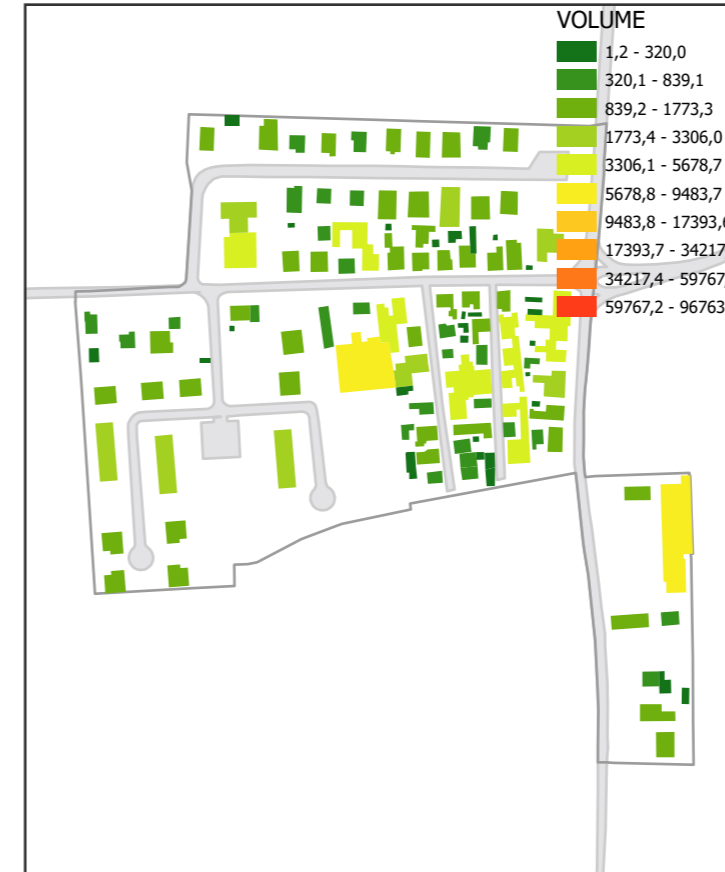 VOLUME
1,2 - 320,0
320,1 - 839,1
839,2 - 1773,3
1773,4 - 3306,0
3306,1 - 5678,7
5678,8 - 9483,7
9483,8 - 17393,6
17393,7 - 34217
34217,4 - 59767,
59767,2 - 96763